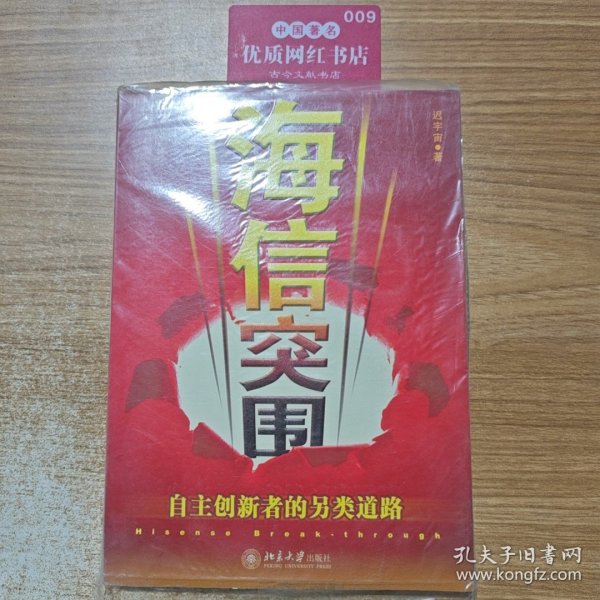 009
中国著名
优质网红书店
古今文献书店
海信突围
迟宇宙●著
自主创新者的另类道路
Hisense Break-through
北京大学出版社
PEKING UNIVERSITY PRESS
孔夫子旧书网
www.kongfz.com